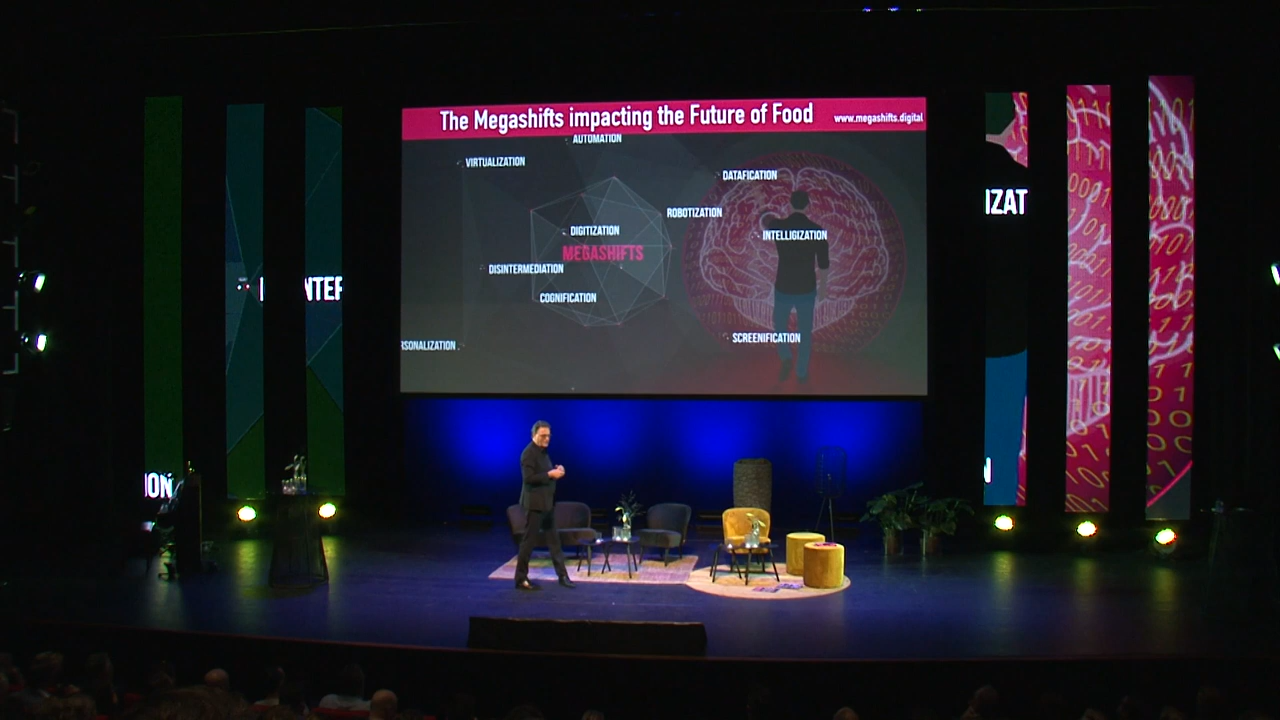 The Megashifts impacting the Future of Food
www.megashifts.digital
AUTOMATION
VIRTUALIZATION
DATAFICATION
ROBOTIZATION
DIGITIZATION
INTELLIGIZATION
MEGASHIFTS
DISINTERMEDIATION
COGNIFICATION
SCREENIFICATION
RSONALIZATION
IZAT
NTEF
ION
N